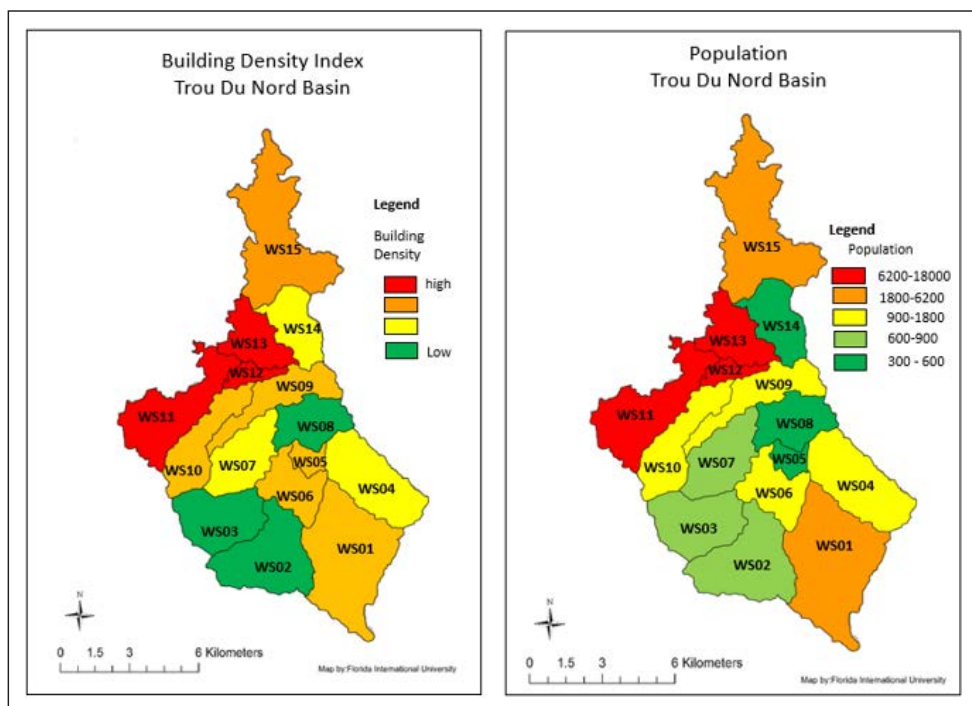 Building Density Index
Trou Du Nord Basin
Legend
Building
Density
high
Low
WS15
WS14
WS13
WS12
WS09
WS11
WS08
WS10
WS07
WS05
WS04
WS06
WS03
WS01
WS02
N
0 1.5 3 6 Kilometers
Map by:Florida International University
Population
Trou Du Nord Basin
Legend
Population
6200-18000
1800-6200
900-1800
600-900
300 - 600
WS15
WS14
WS13
WS12
WS09
WS11
WS08
WS10
WS07
WS05
WS04
WS06
WS03
WS01
WS02
N
0 1.5 3 6 Kilometers
Map by:Florida International University